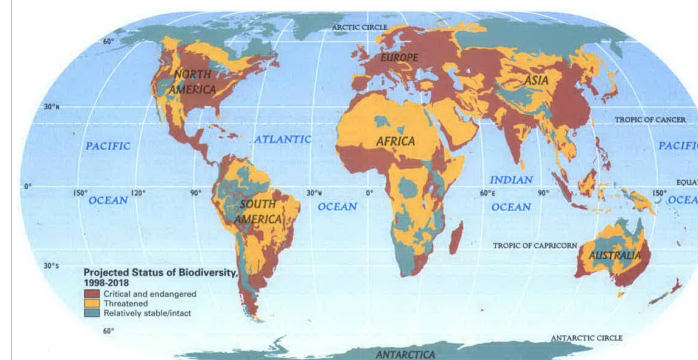 ARCTIC CIRCLE
60°
EUROPE
NORTH
AMERICA
ASIA
30°N
TROPIC OF CANCER
ATLANTIC
PACIFIC
AFRICA
PACIFIC
INDIAN
0°
150°
120°
90°
30°W
0°
60°E
90°
150°
OCEAN
SOUTH
AMERICA
OCEAN
OCEAN
TROPIC OF CAPRICORN
AUSTRALIA
30°S
Projected Status of Biodiversity,
1998-2018
Critical and endangered
Threatened
Relatively stable/intact
60°
ANTARCTIC CIRCLE
ANTARCTICA